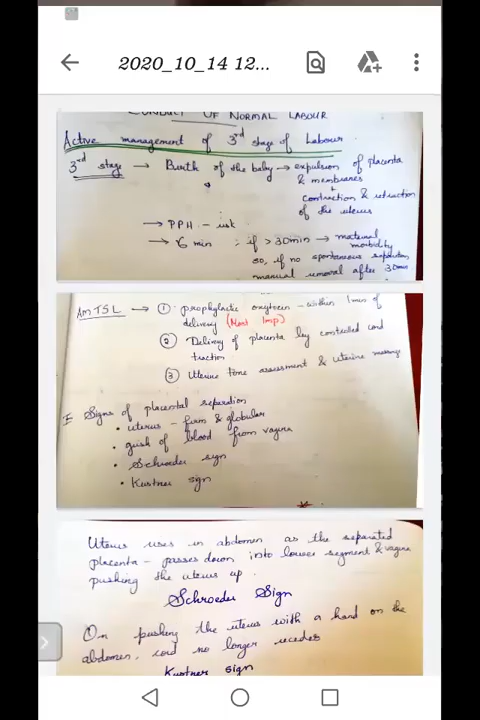 2020_10_14 12...
CONDUCT OF NORMAL LABOUR
Active management of 3rd stage of Labour
3rd stage → Birth of the baby → expulsion of placenta
& membranes
+
contraction & retraction
of the uterus
→ PPH - risk
→ 6 min : if >30min → maternal
morbidity
so, if no spontaneous separation
manual removal after 30min
AmTSL → ① prophylactic oxytocin - within 1min of
delivery (Most Imp)
② Delivery of placenta by controlled cord
traction
③ Uterine tone assessment & uterine massage
I Signs of placental separation
• uterus - firm & globular
• gush of blood from vagina
• Schroeder sign
• Kustner sign
Uterus rises in abdomen as the separated
placenta - passes down into lower segment & vagina
pushing the uterus up.
Schroeder Sign
On pushing the uterus with a hand on the
abdomen, cord no longer recedes
Kustner sign